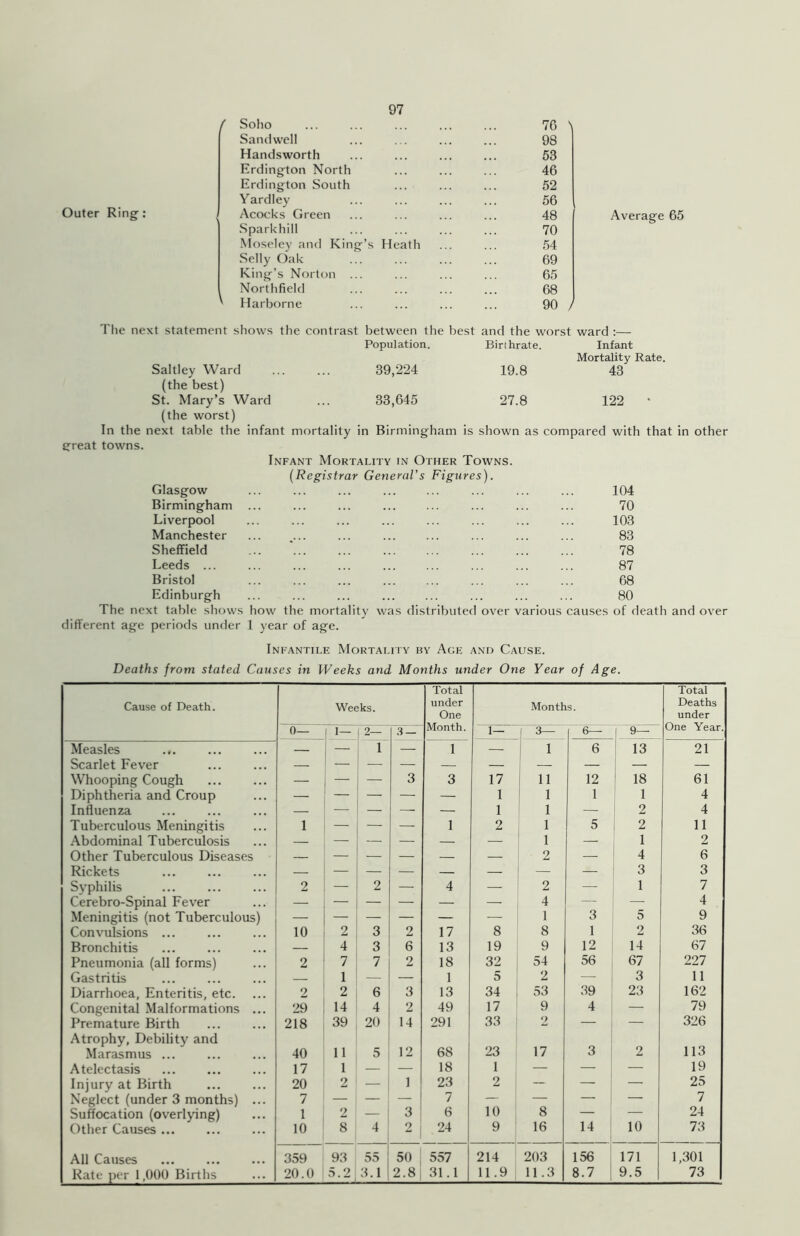 97
Soho ... ... ... ... ... 76
Sandwell ... ... ... ... 98
Handsworth ... ... ... ... 53
Erdington North ... ... ... 46
Erdington South ... ... ... 52
Yardley ... ... ... ... 56
Outer Ring: Acocks Green ... ... ... ... 48 Average 65
Sparkhill ... ... ... ... 70
Moseley and King's Heath ... ... 54
Selly Oak ... ... ... ... 69
King's Norton ... ... ... ... 65
Northfield ... ... ... ... 68
Harborne ... ... ... ... 90
The next statement shows the contrast between the best and the worst ward :—
Population. Birthrate. Infant
Mortality Rate.
Saltley Ward ... ... 39,224 19.8 43
(the best)
St. Mary's Ward ... 33,645 27.8 122
(the worst)
In the next table the infant mortality in Birmingham is shown as compared with that in other
great towns.
Infant Mortality in Other Towns.
(Registrar General's Figures).
Glasgow ... ... ... ... ... ... ... ... 104
Birmingham ... ... ... ... ... ... ... ... 70
Liverpool ... ... ... ... ... ... ... ... 103
Manchester ... ... ... ... ... ... ... ... 83
Sheffield ... ... ... ... ... ... ... ... 78
Leeds ... ... ... ... ... ... ... ... ... 87
Bristol ... ... ... ... ... ... ... ... 68
Edinburgh ... ... ... ... ... ... ... ... 80
The next table shows how the mortality was distributed over various causes of death and over
different age periods under 1 year of age.
Infantile Mortality by Age and Cause.
Deaths from stated Causes in Weeks and Months under One Year of Age.
Cause of Death. Weeks. Total under One Month. Months. Total Deaths under One Year.
0— 1— 2— 3— 1— 3— 6— 9—
Measles ... ... ... — — 1 — 1 — 1 6 13 21
Scarlet Fever ... ... — — — — — — — — — —
Whooping Cough ... ... — — — 3 3 17 11 12 18 61
Diphtheria and Croup ... — — — — — 1 1 1 1 4
Influenza ... ... ... — — — — — 1 1 — 2 4
Tuberculous Meningitis ... 1 — — — 1 2 1 5 2 11
Abdominal Tuberculosis ... — — — — — — 1 — 1 2
Other Tuberculous Diseases — — — — — — 2 — 4 6
Rickets ... ... ... — — — — — — — — 3 3
Syphilis ... ... ... 2 — 2 — 4 — 2 — 1 7
Cerebro-Spinal Fever ... — — — — — — 4 — — 4
Meningitis (not Tuberculous) — — — — — — 1 3 5 9
Convulsions ... ... ... 10 2 3 2 17 8 8 1 2 36
Bronchitis ... ... ... — 4 3 6 13 19 9 12 14 67
Pneumonia (all forms) ... 2 7 7 2 18 32 54 56 67 227
Gastritis ... ... ... — 1 — — 1 5 2 — 3 11
Diarrhoea, Enteritis, etc. ... 2 2 6 3 13 34 53 39 23 162
Congenital Malformations ... 29 14 4 2 49 17 9 4 — 79
Premature Birth ... ... 218 39 20 14 291 33 2 — — 326
Atrophy, Debility and
Marasmus ... ... ... 40 11 5 12 68 23 17 3 2 113
Atelectasis ... ... ... 17 1 — — 18 1 — — — 19
Injury at Birth ... ... 20 2 — 1 23 2 — — — 25
Neglect (under 3 months) ... 7 — — — 7 — — — — 7
Suffocation (overlying) ... 1 2 — 3 6 10 8 — — 24
Other Causes ... ... ... 10 8 4 2 24 9 16 14 10 73
All Causes ... ... ... 359 93 55 50 557 214 203 156 171 1,301
Rate per 1,000 Births ... 20.0 5.2 3.1 2.8 31.1 11.9 11.3 8.7 9.5 73